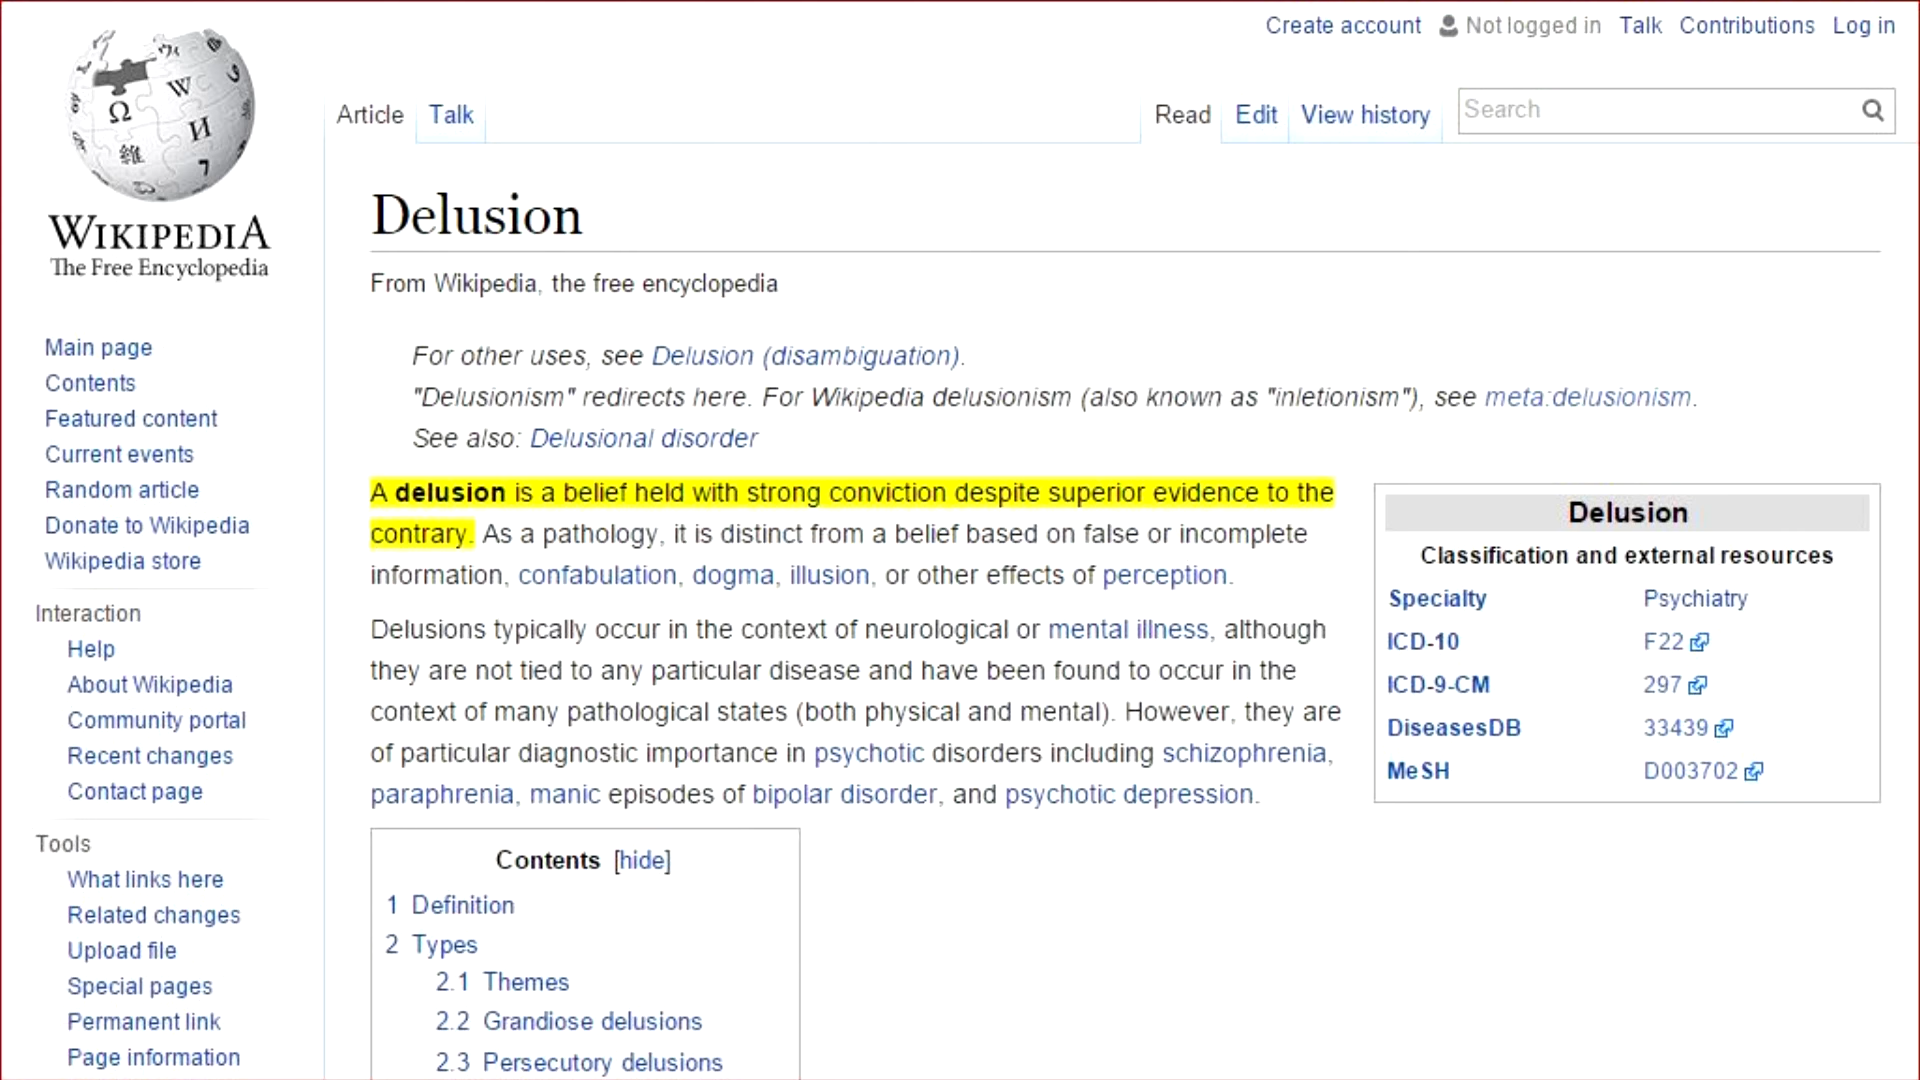 Create account Not logged in Talk Contributions Log in
Article Talk Read Edit View history Search
WIKIPEDIA
The Free Encyclopedia
Main page
Contents
Featured content
Current events
Random article
Donate to Wikipedia
Wikipedia store
Interaction
Help
About Wikipedia
Community portal
Recent changes
Contact page
Tools
What links here
Related changes
Upload file
Special pages
Permanent link
Page information
Delusion
From Wikipedia, the free encyclopedia
For other uses, see Delusion (disambiguation).
"Delusionism" redirects here. For Wikipedia delusionism (also known as "inletionism"), see meta:delusionism.
See also: Delusional disorder
A delusion is a belief held with strong conviction despite superior evidence to the
contrary. As a pathology, it is distinct from a belief based on false or incomplete
information, confabulation, dogma, illusion, or other effects of perception.
Delusions typically occur in the context of neurological or mental illness, although
they are not tied to any particular disease and have been found to occur in the
context of many pathological states (both physical and mental). However, they are
of particular diagnostic importance in psychotic disorders including schizophrenia,
paraphrenia, manic episodes of bipolar disorder, and psychotic depression.
Delusion
Classification and external resources
Specialty Psychiatry
ICD-10 F22
ICD-9-CM 297
DiseasesDB 33439
MeSH D003702
Contents [hide]
1 Definition
2 Types
2.1 Themes
2.2 Grandiose delusions
2.3 Persecutory delusions